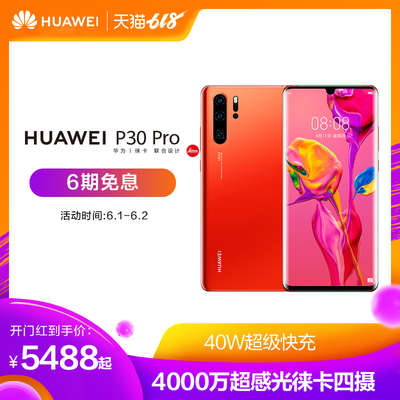 HUAWEI 天猫618
HUAWEI P30 Pro
华为 | 徕卡 联合设计
6期免息
活动时间:6.1-6.2
08:08
HUAWEI
开门红到手价:
¥5488起
40W超级快充
4000万超感光徕卡四摄